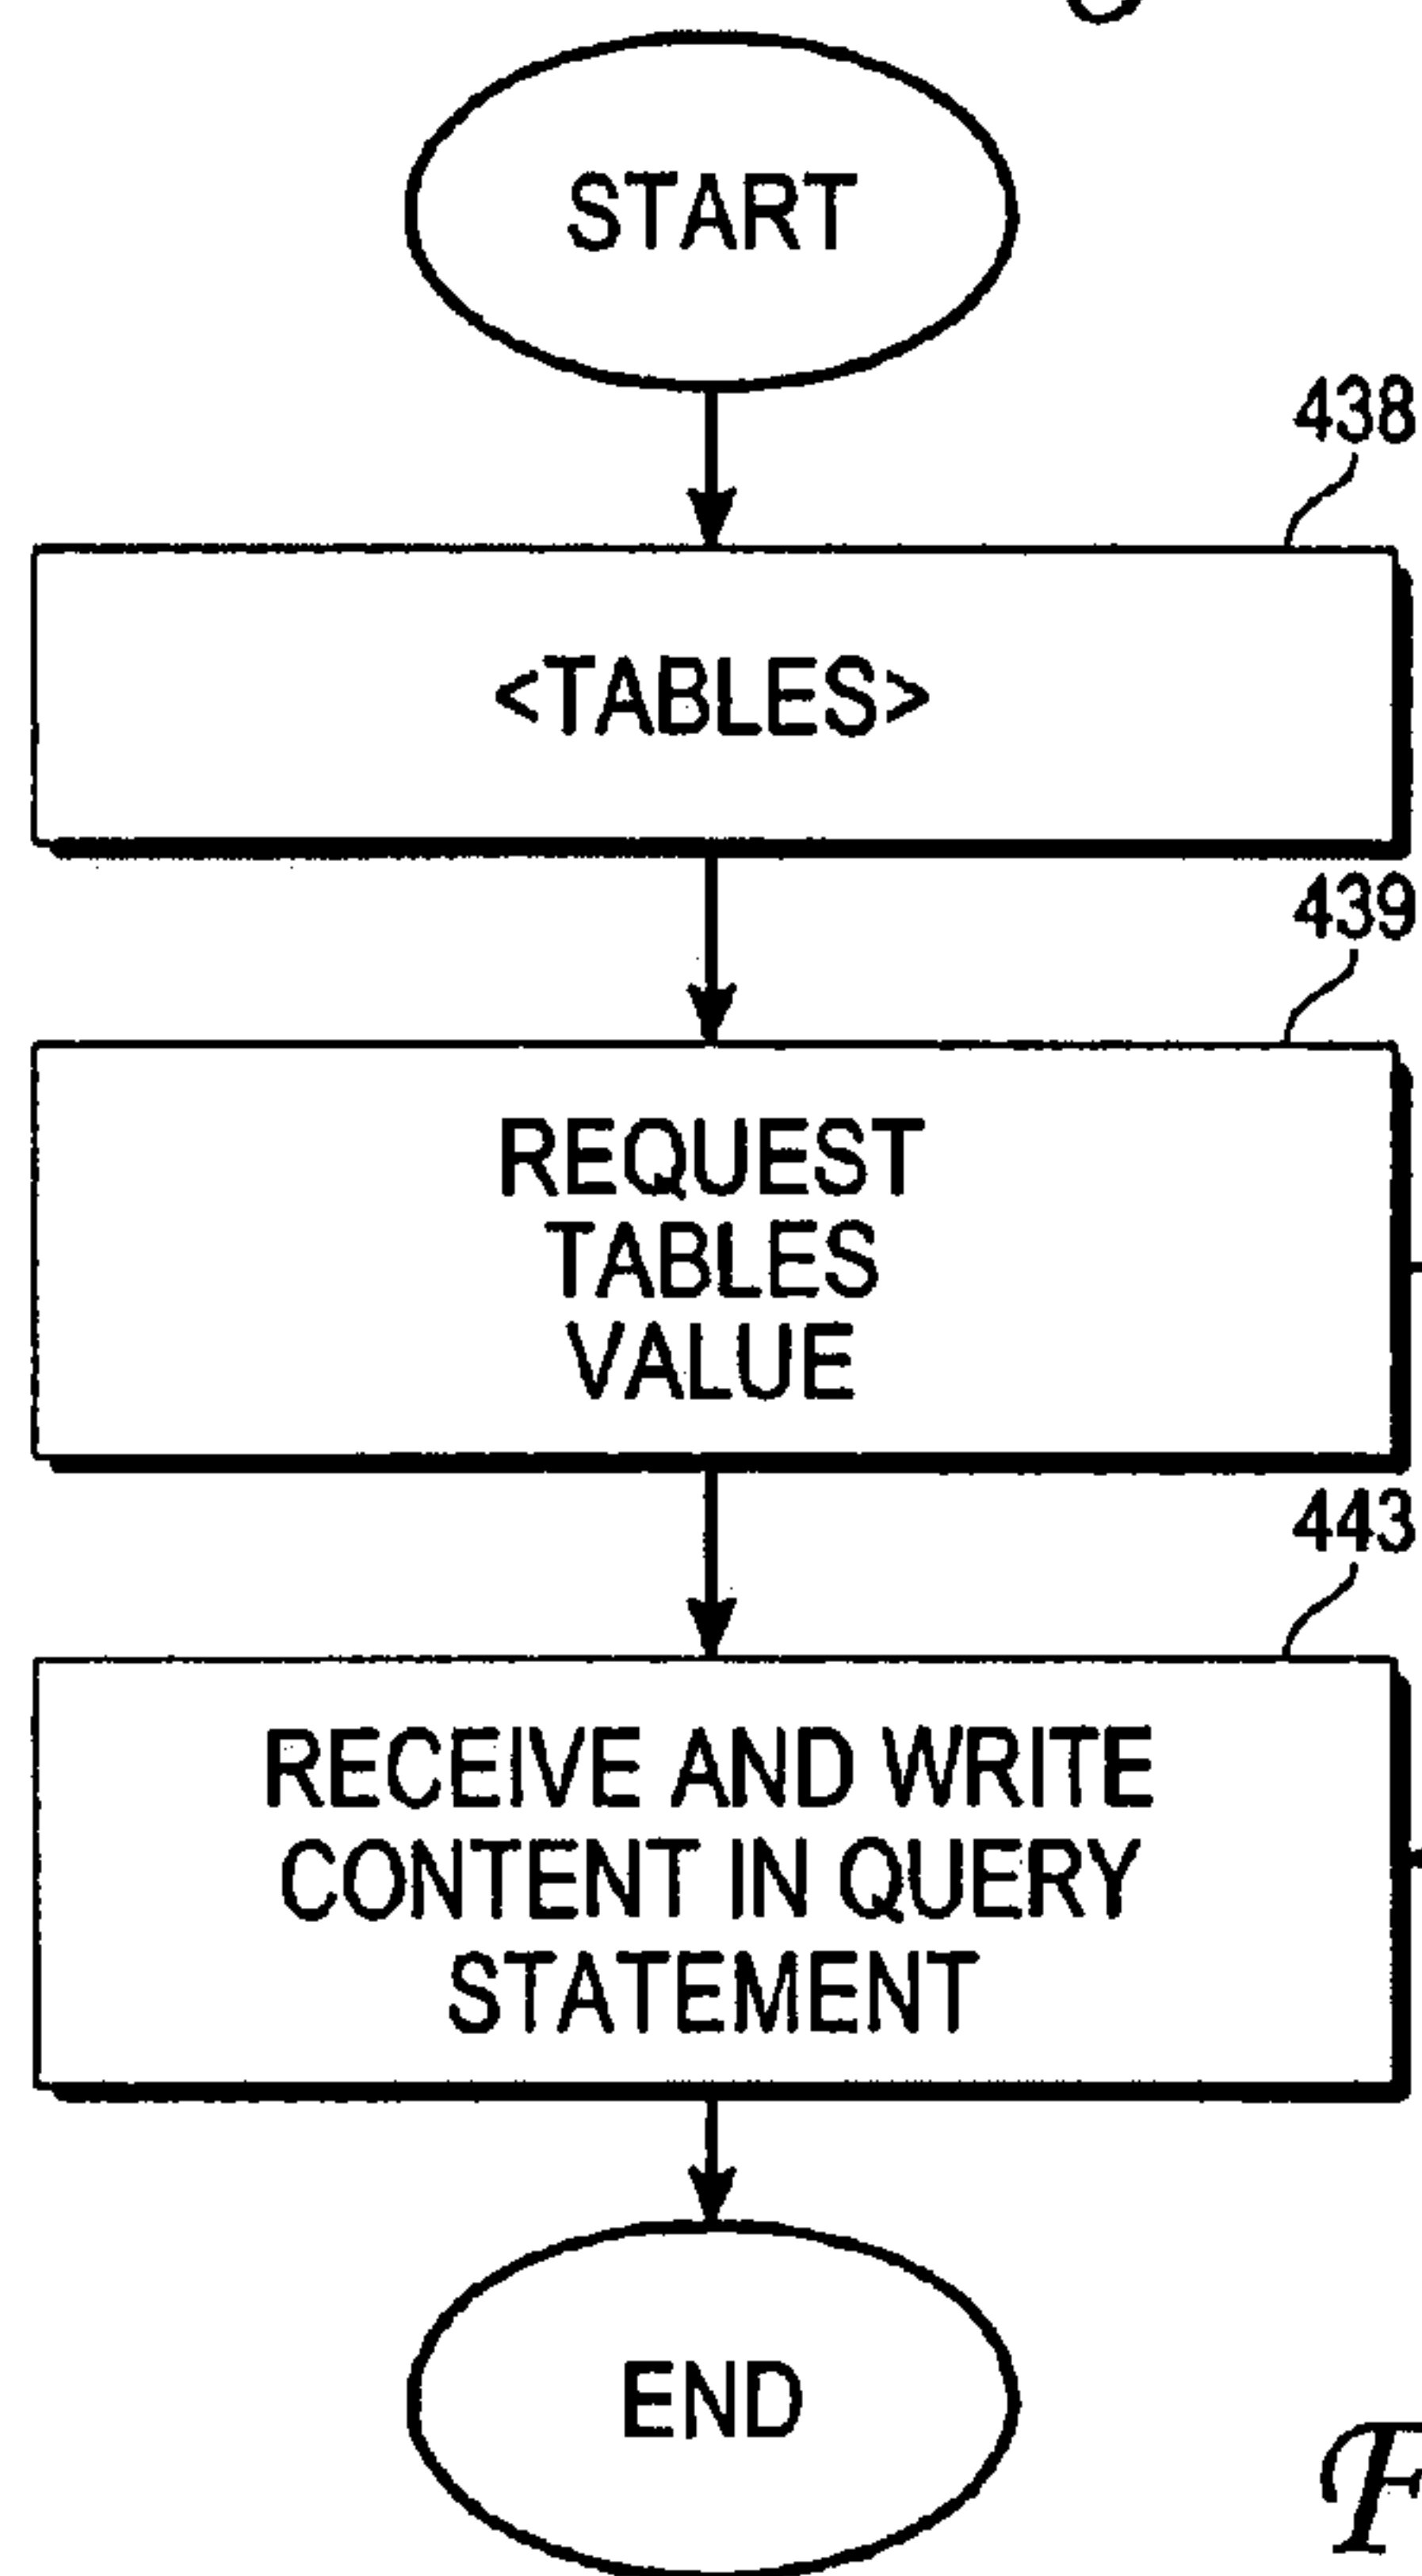 START
438
<TABLES>
439
REQUEST
TABLES
VALUE
443
RECEIVE AND WRITE
CONTENT IN QUERY
STATEMENT
END
F